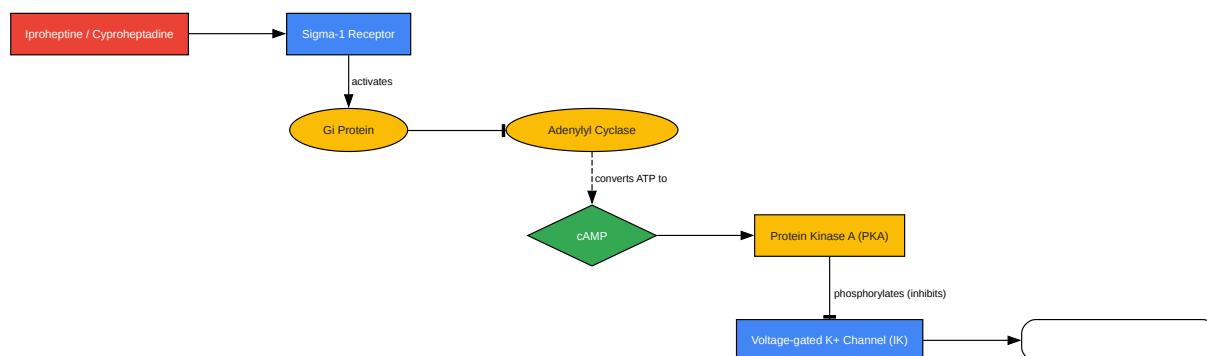 Iproheptine / Cyproheptadine
Sigma-1 Receptor
activates
Gi Protein
Adenylyl Cyclase
converts ATP to
cAMP
Protein Kinase A (PKA)
phosphorylates (inhibits)
Voltage-gated K+ Channel (IK)